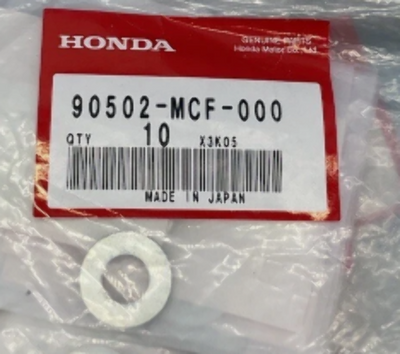 HONDA
GENUINE PARTS
Honda Motor Co., Ltd.
90502-MCF-000
QTY 10 X3K05
MADE IN JAPAN